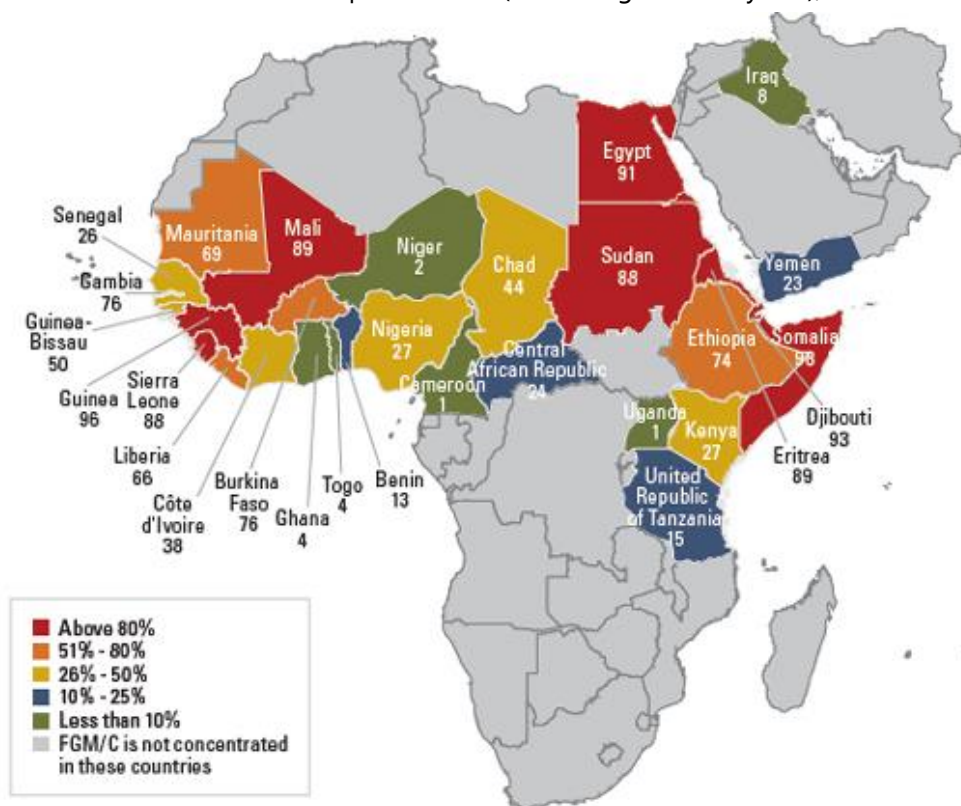 Iraq
8
Egypt
91
Senegal
26
Mauritania
69
Mali
89
Niger
2
Chad
44
Sudan
88
Yemen
23
Gambia
76
Guinea-
Bissau
50
Nigeria
27
Ethiopia
74
Somalia
98
Central
African Republic
24
Cameroon
1
Guinea
96
Sierra
Leone
88
Uganda
1
Kenya
27
Djibouti
93
Eritrea
89
Liberia
66
Côte
d'Ivoire
38
Burkina
Faso
76
Ghana
4
Togo
4
Benin
13
United
Republic
of Tanzania
15
Above 80%
51% - 80%
26% - 50%
10% - 25%
Less than 10%
FGM/C is not concentrated
in these countries